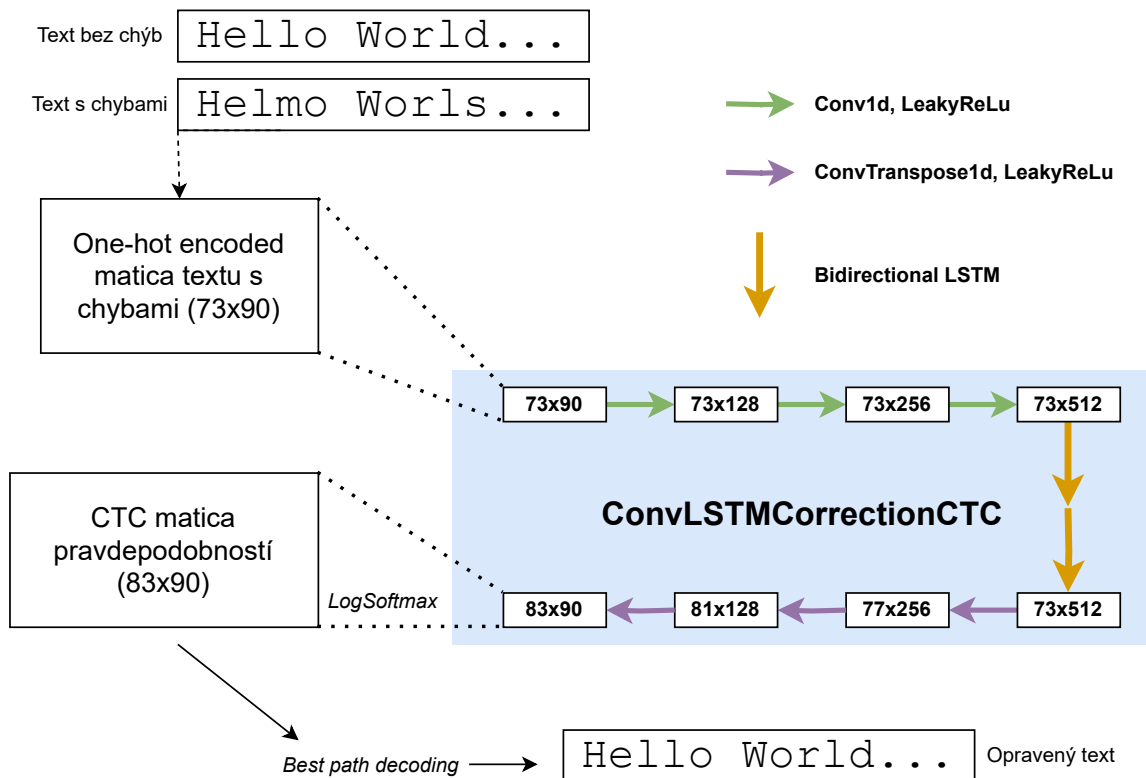 Text bez chýb
Hello World...
Text s chybami
Helmo Worls...
Conv1d, LeakyReLu
ConvTranspose1d, LeakyReLu
Bidirectional LSTM
One-hot encoded
matica textu s
chybami (73x90)
73x90
73x128
73x256
73x512
ConvLSTMCorrectionCTC
CTC matica
pravdepodobností
(83x90)
LogSoftmax
83x90
81x128
77x256
73x512
Best path decoding
Hello World...
Opravený text